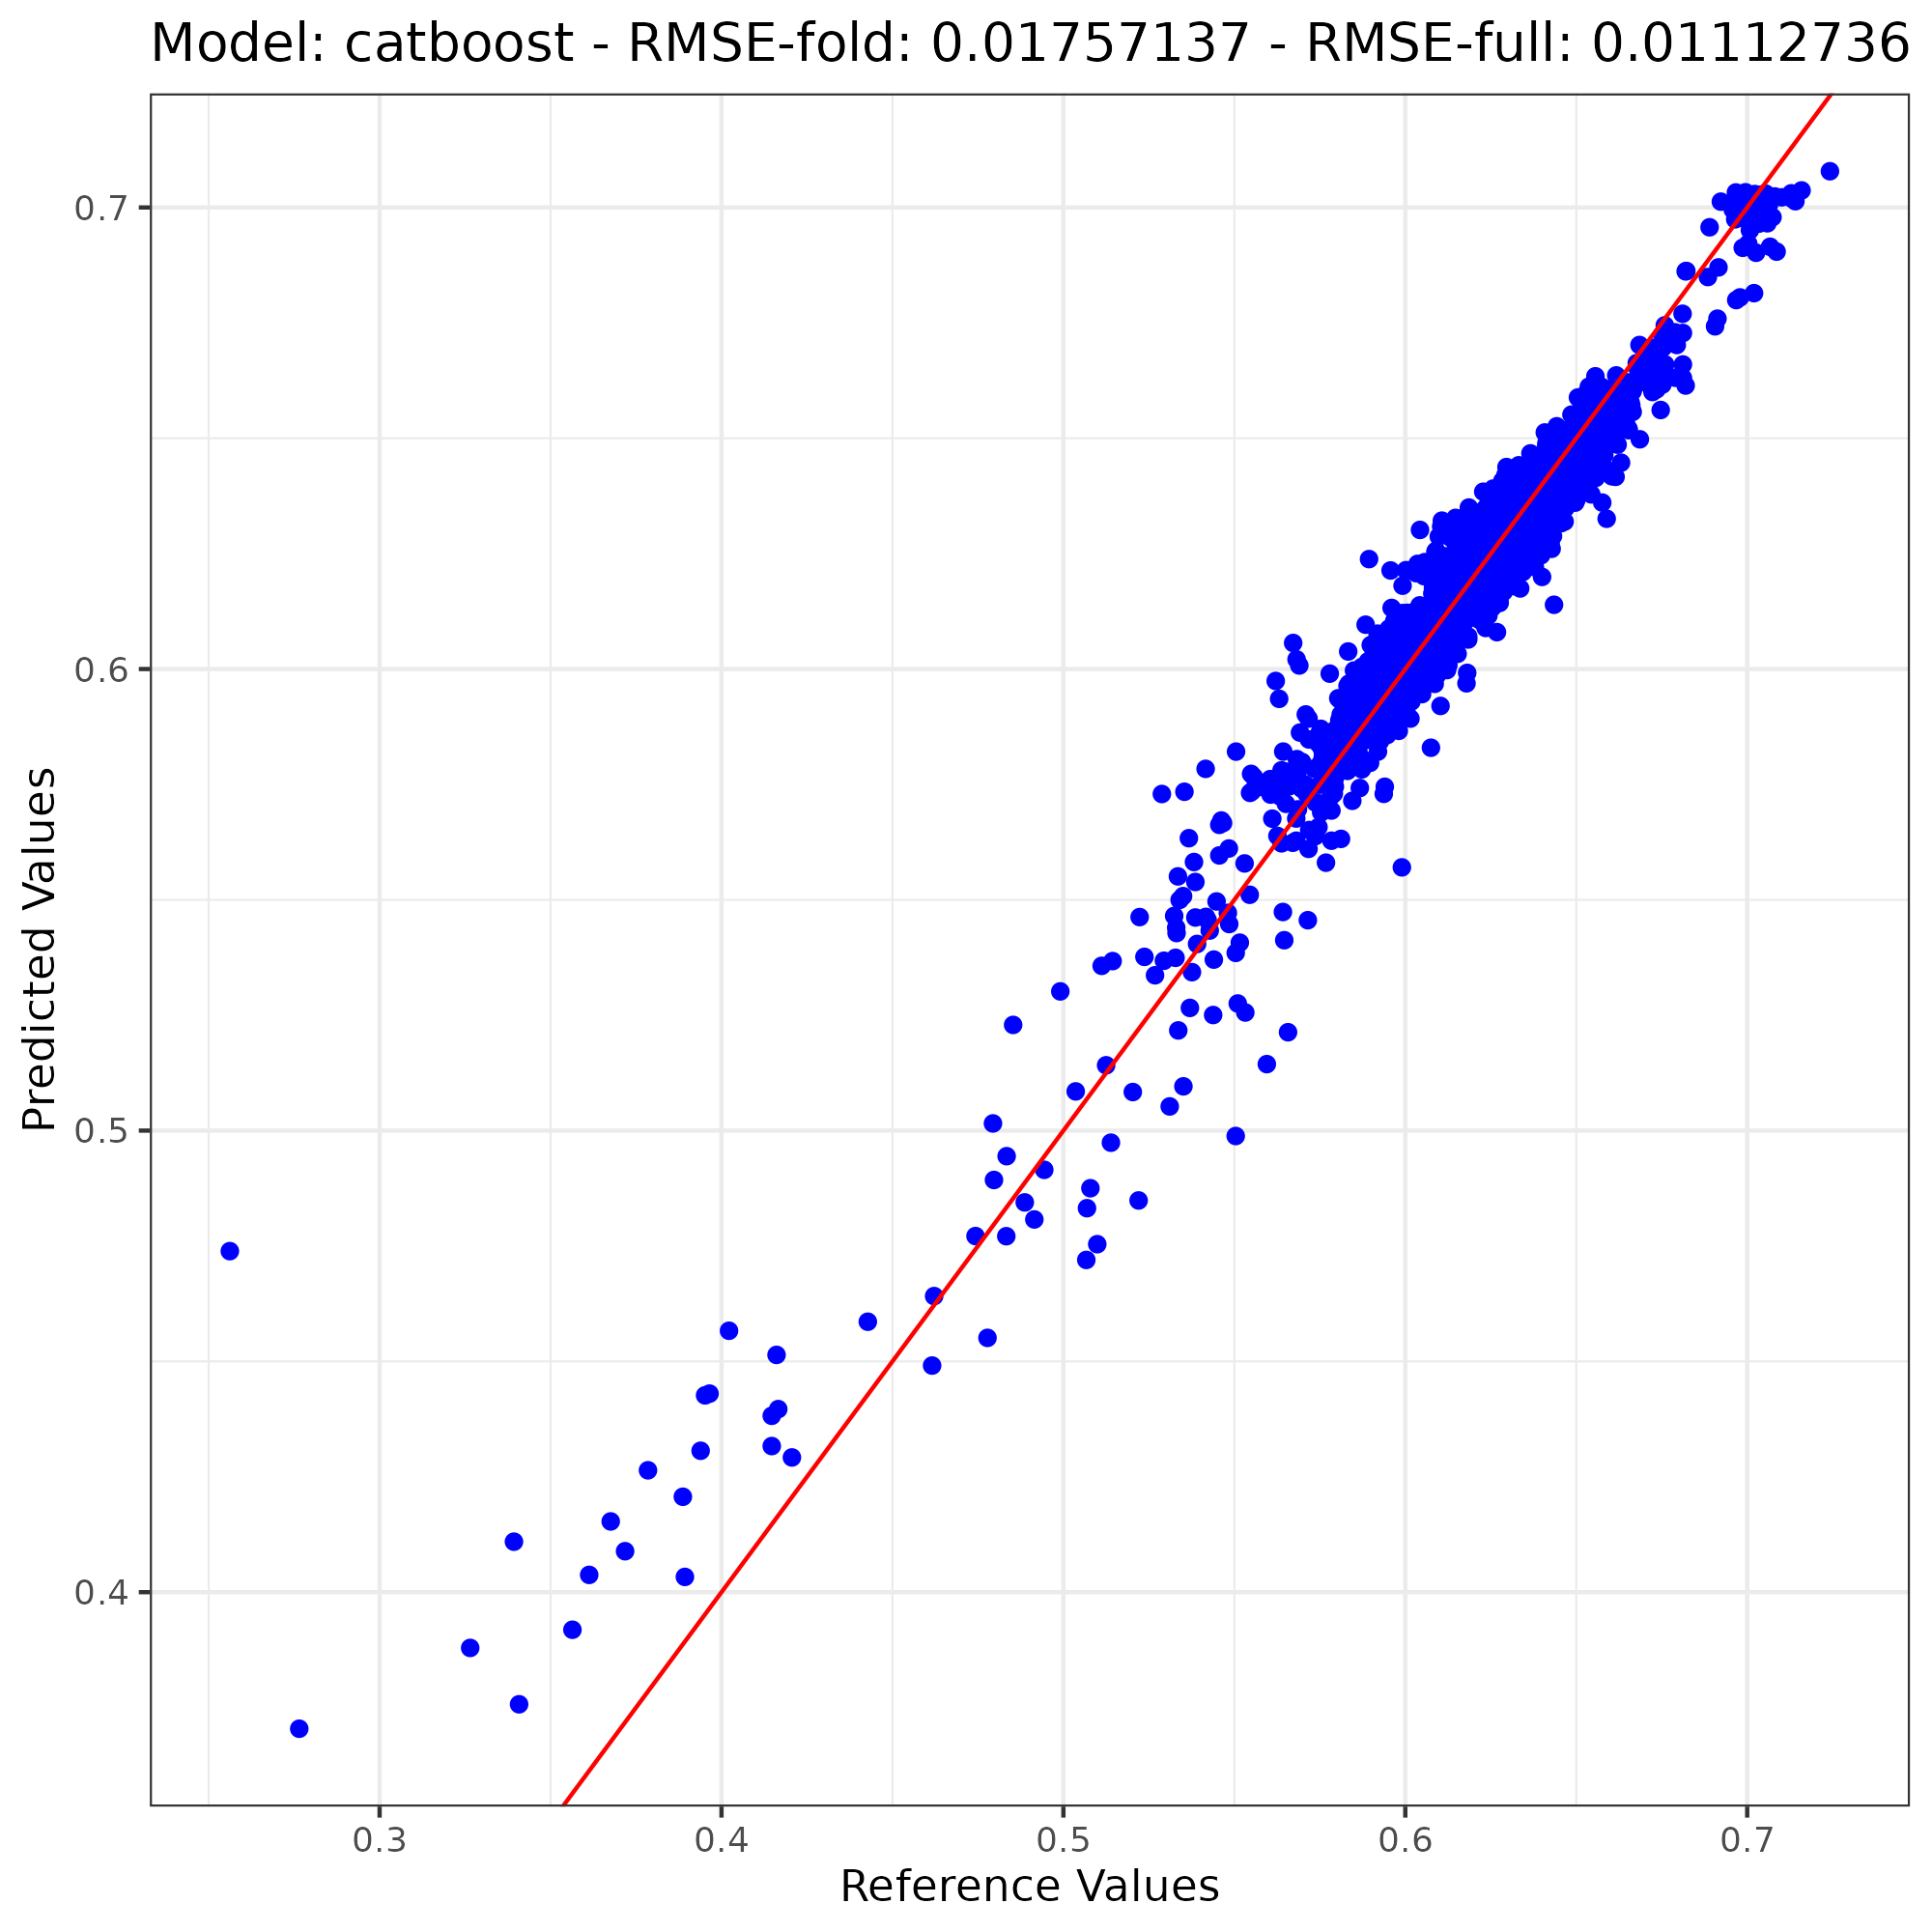 Model: catboost - RMSE-fold: 0.01757137 - RMSE-full: 0.01112736
Predicted Values
0.7
0.6
0.5
0.4
0.3 0.4 0.5 0.6 0.7
Reference Values